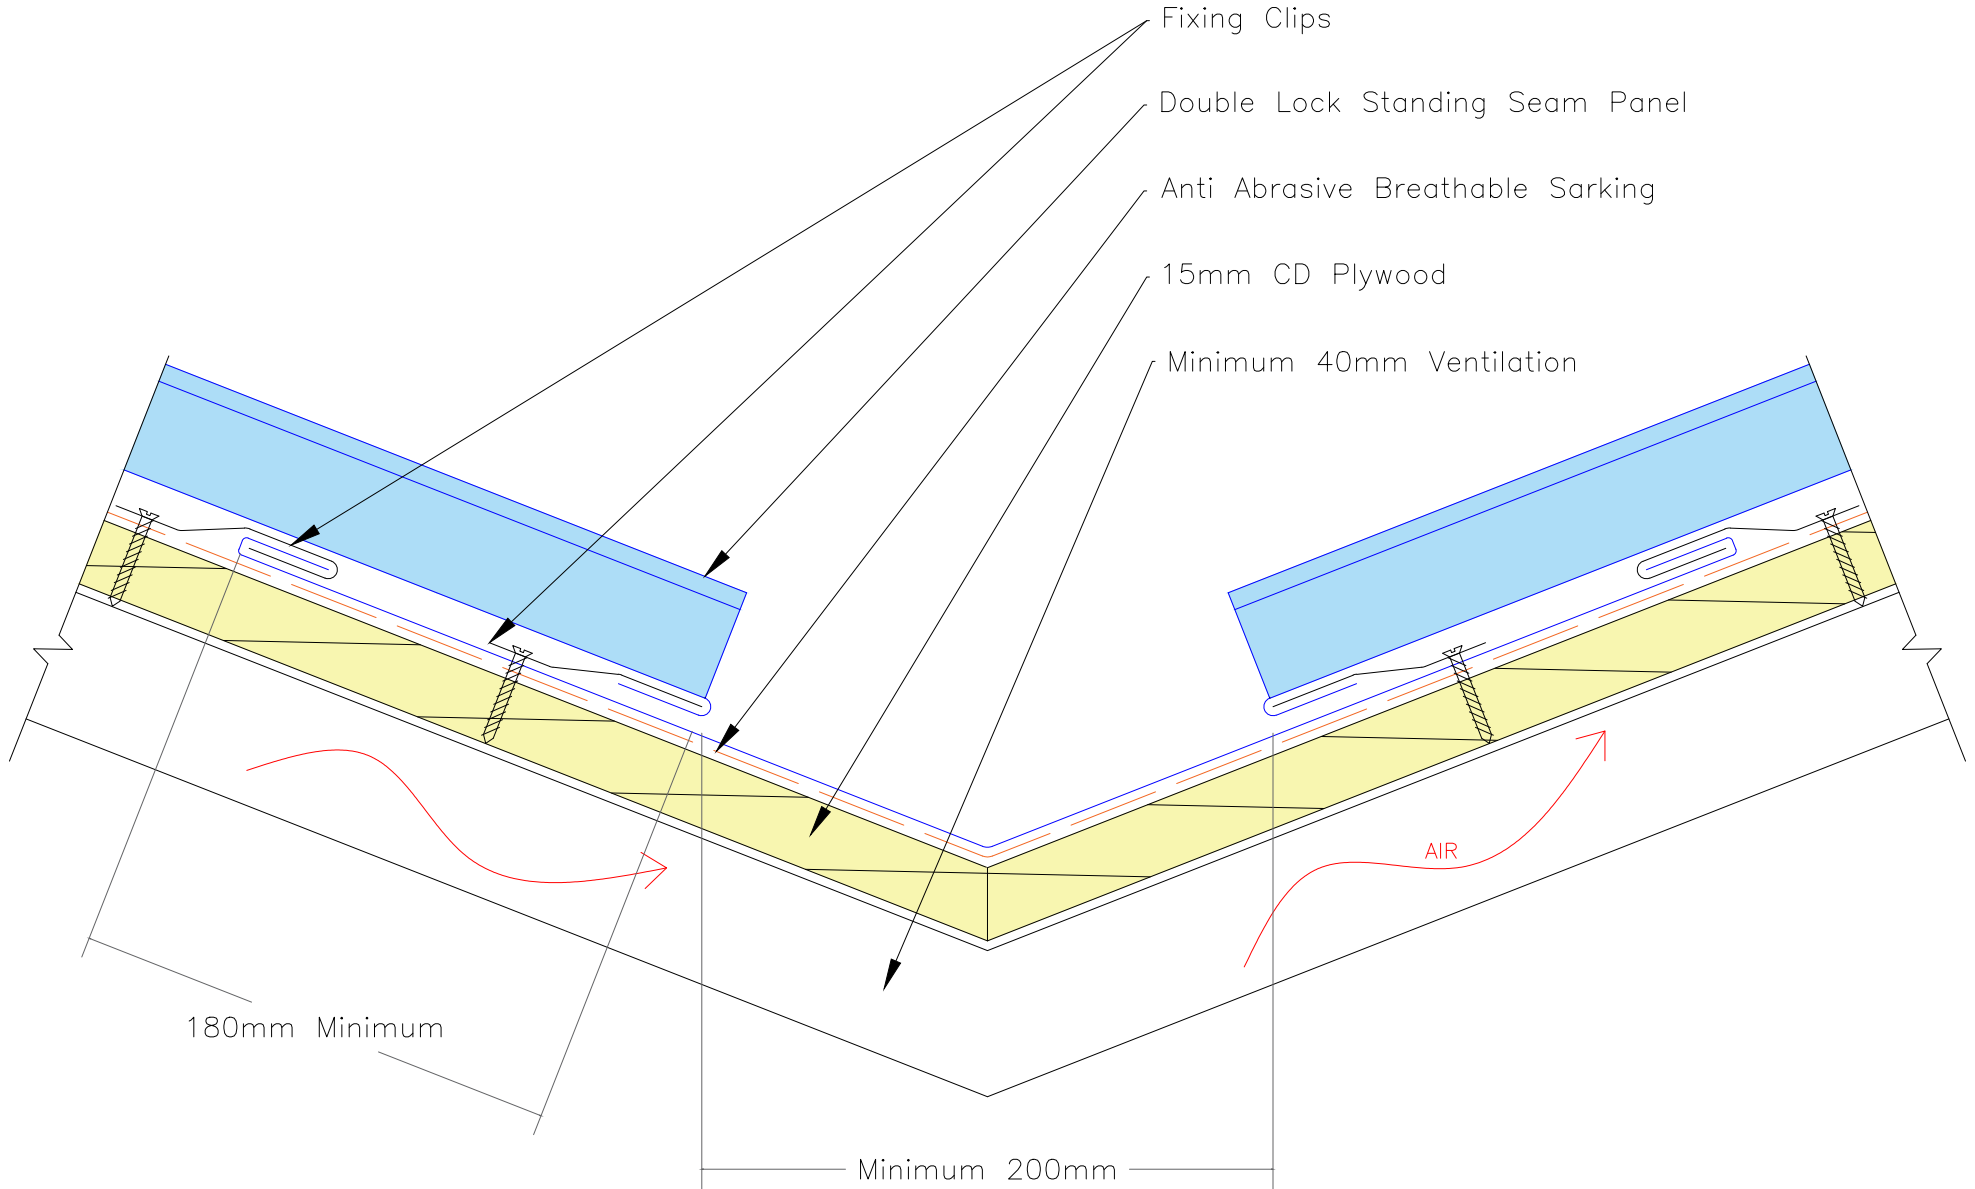 Fixing Clips
Double Lock Standing Seam Panel
Anti Abrasive Breathable Sarking
15mm CD Plywood
Minimum 40mm Ventilation
AIR
180mm Minimum
Minimum 200mm